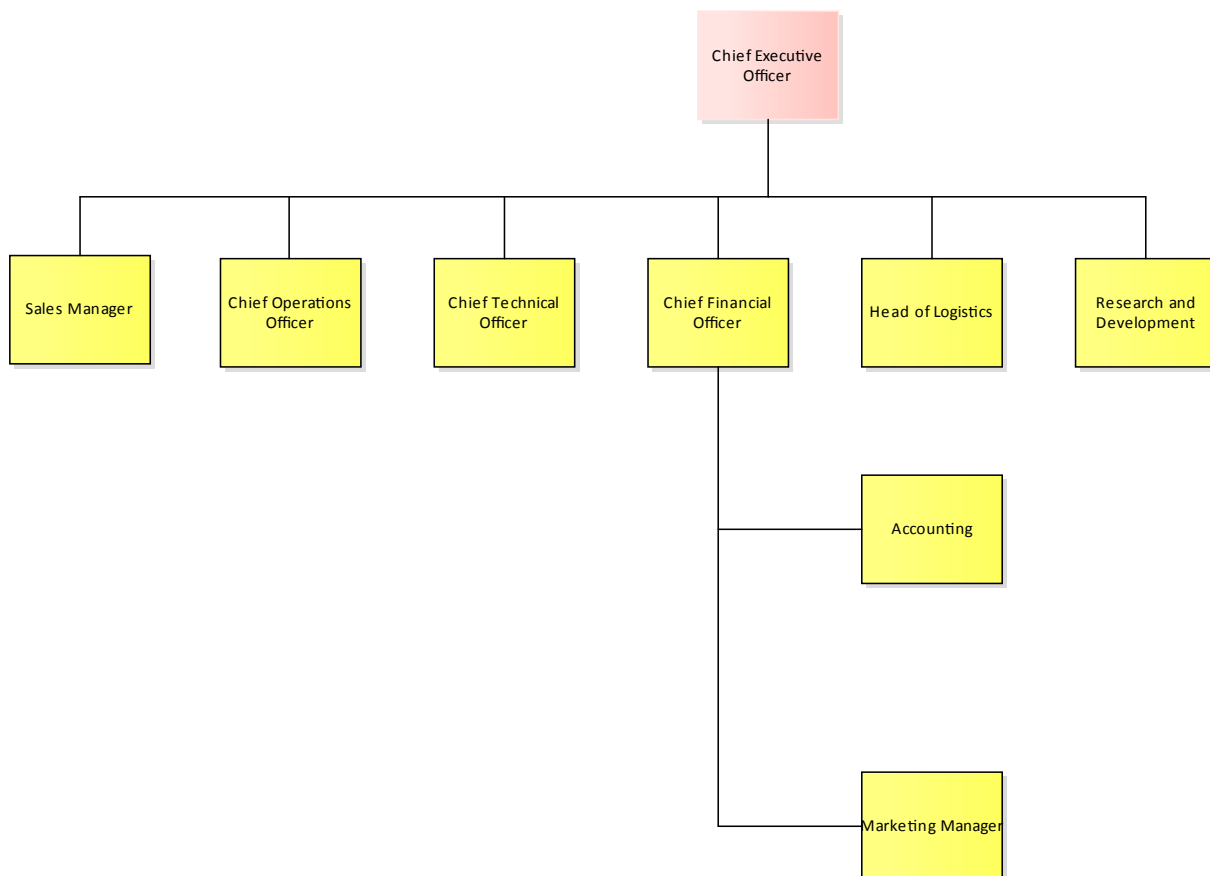 Chief Executive
Officer
Sales Manager
Chief Operations
Officer
Chief Technical
Officer
Chief Financial
Officer
Head of Logistics
Research and
Development
Accounting
Marketing Manager